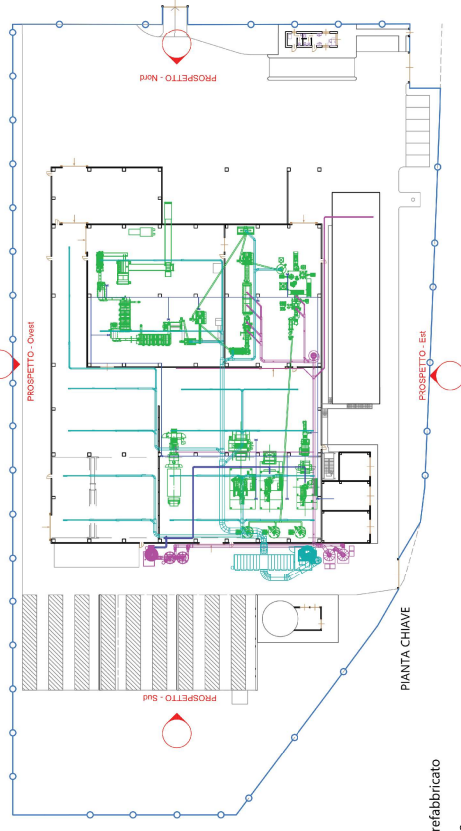 PROSPETTO - Nord
PROSPETTO - Ovest
PROSPETTO - Est
PROSPETTO - Sud
PIANTA CHIAVE
refabbricato